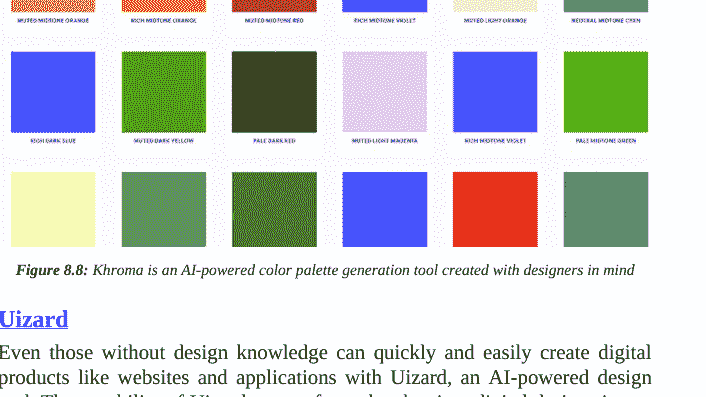 MUTED MIDTONE ORANGE RICH MIDTONE ORANGE MUTED MIDTONE RED RICH MIDTONE VIOLET MUTED LIGHT ORANGE NEUTRAL MIDTONE CYAN
RICH DARK BLUE MUTED DARK YELLOW PALE DARK RED MUTED LIGHT MAGENTA RICH MIDTONE VIOLET PALE MIDTONE GREEN
Figure 8.8: Khroma is an AI-powered color palette generation tool created with designers in mind
Uizard
Even those without design knowledge can quickly and easily create digital
products like websites and applications with Uizard, an AI-powered design